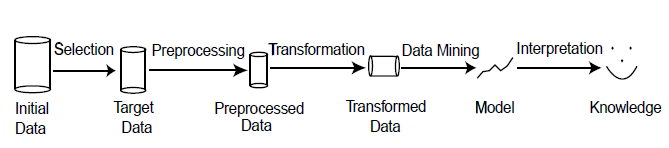 Selection Preprocessing Transformation Data Mining Interpretation
Initial Target Preprocessed Transformed Model Knowledge
Data Data Data Data